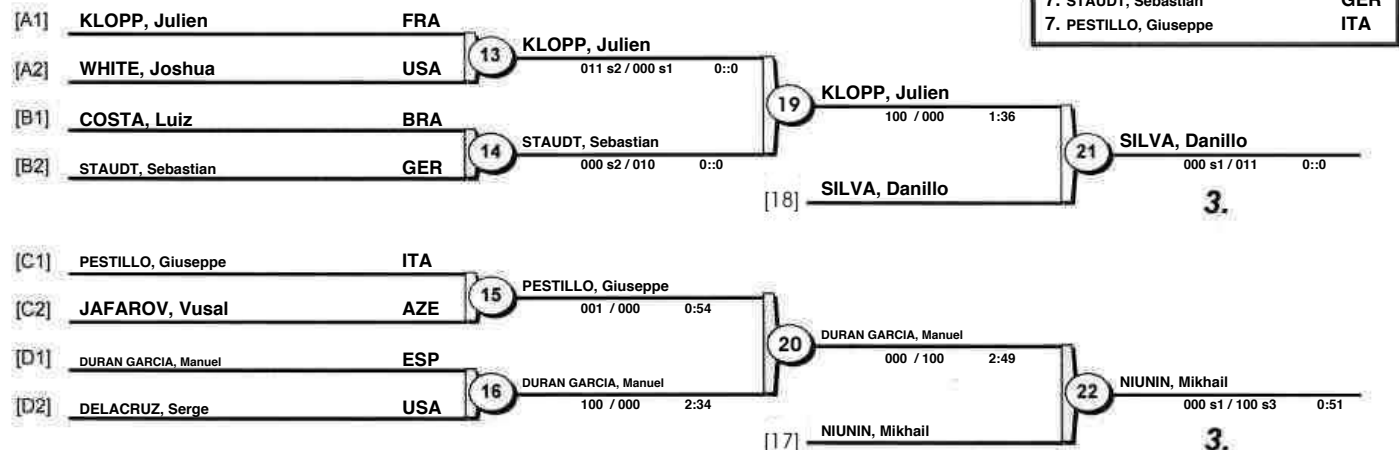 7. STAUDT, Sebastian GER
7. PESTILLO, Giuseppe ITA
[A1] KLOPP, Julien FRA
13 KLOPP, Julien
011 s2 / 000 s1 0::0
[A2] WHITE, Joshua USA
19 KLOPP, Julien
100 / 000 1:36
[B1] COSTA, Luiz BRA
14 STAUDT, Sebastian
000 s2 / 010 0::0
[B2] STAUDT, Sebastian GER
21 SILVA, Danillo
000 s1 / 011 0::0
[18] SILVA, Danillo
3.
[C1] PESTILLO, Giuseppe ITA
15 PESTILLO, Giuseppe
001 / 000 0:54
[C2] JAFAROV, Vusal AZE
20 DURAN GARCIA, Manuel
000 / 100 2:49
[D1] DURAN GARCIA, Manuel ESP
16 DURAN GARCIA, Manuel
100 / 000 2:34
[D2] DELACRUZ, Serge USA
22 NIUNIN, Mikhail
000 s1 / 100 s3 0:51
[17] NIUNIN, Mikhail
3.